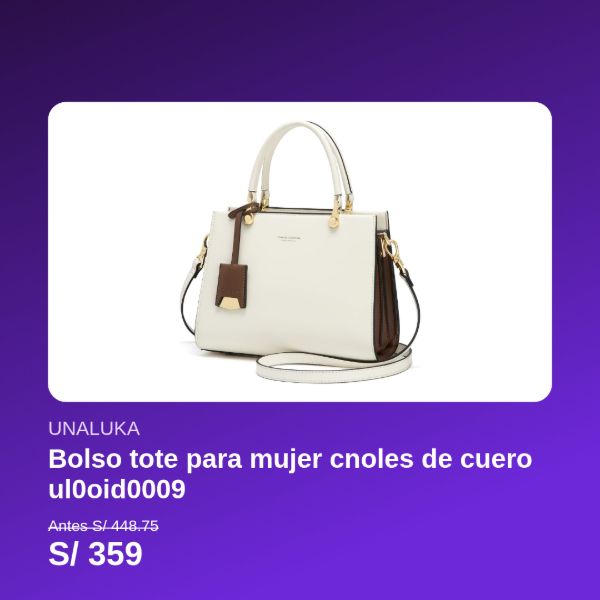 UNALUKA
Bolso tote para mujer cnoles de cuero
ul0oid0009
Antes S/ 448.75
S/ 359